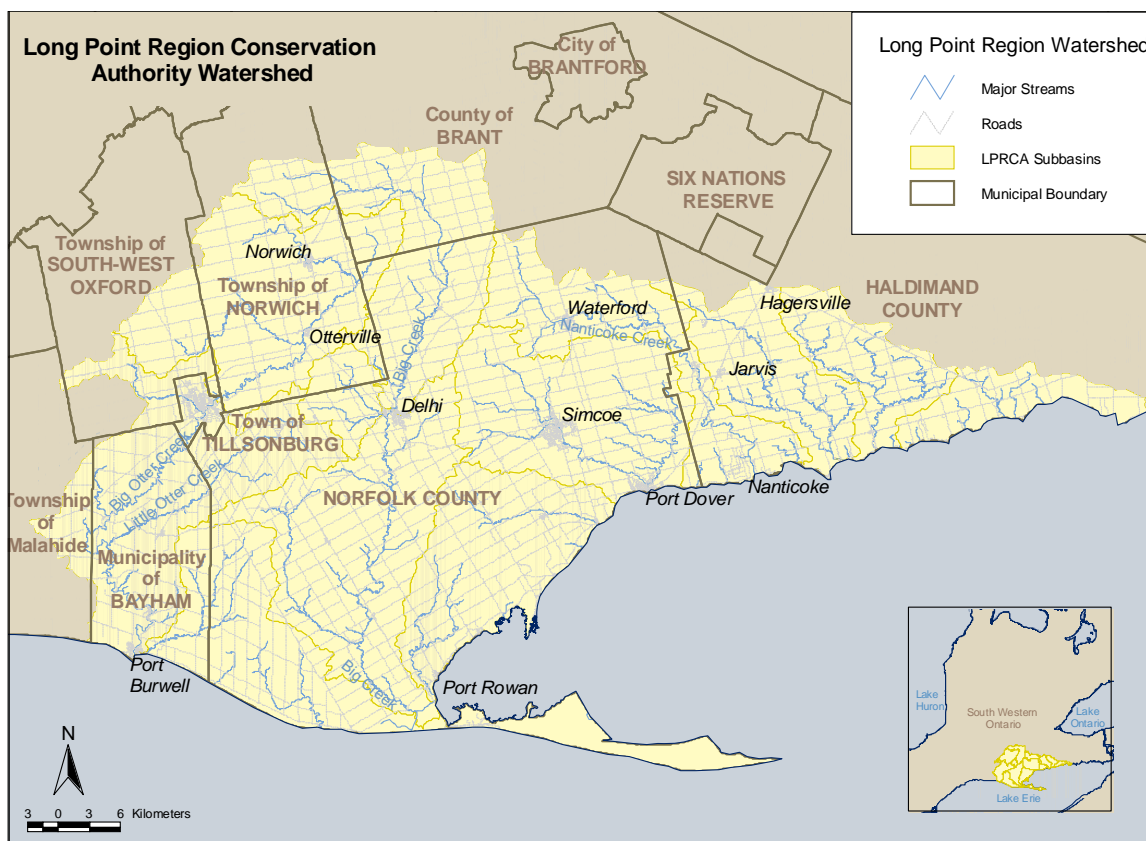 Long Point Region Conservation
Authority Watershed
Long Point Region Watershed
Major Streams
Roads
LPRCA Subbasins
Municipal Boundary
City of
BRANTFORD
County of
BRANT
SIX NATIONS
RESERVE
Township of
SOUTH-WEST
OXFORD
Norwich
Township of
NORWICH
Otterville
Waterford
Nanticoke Creek
Hagersville
HALDIMAND
COUNTY
Big Creek
Jarvis
Delhi
Simcoe
Town of
TILLSONBURG
Big Otter Creek
Little Otter Creek
NORFOLK COUNTY
Port Dover
Nanticoke
Township
of
Malahide
Municipality
of
BAYHAM
Port
Burwell
Big Creek
Port Rowan
Lake
Huron
South Western
Ontario
Lake
Ontario
Lake Erie
N
3 0 3 6 Kilometers